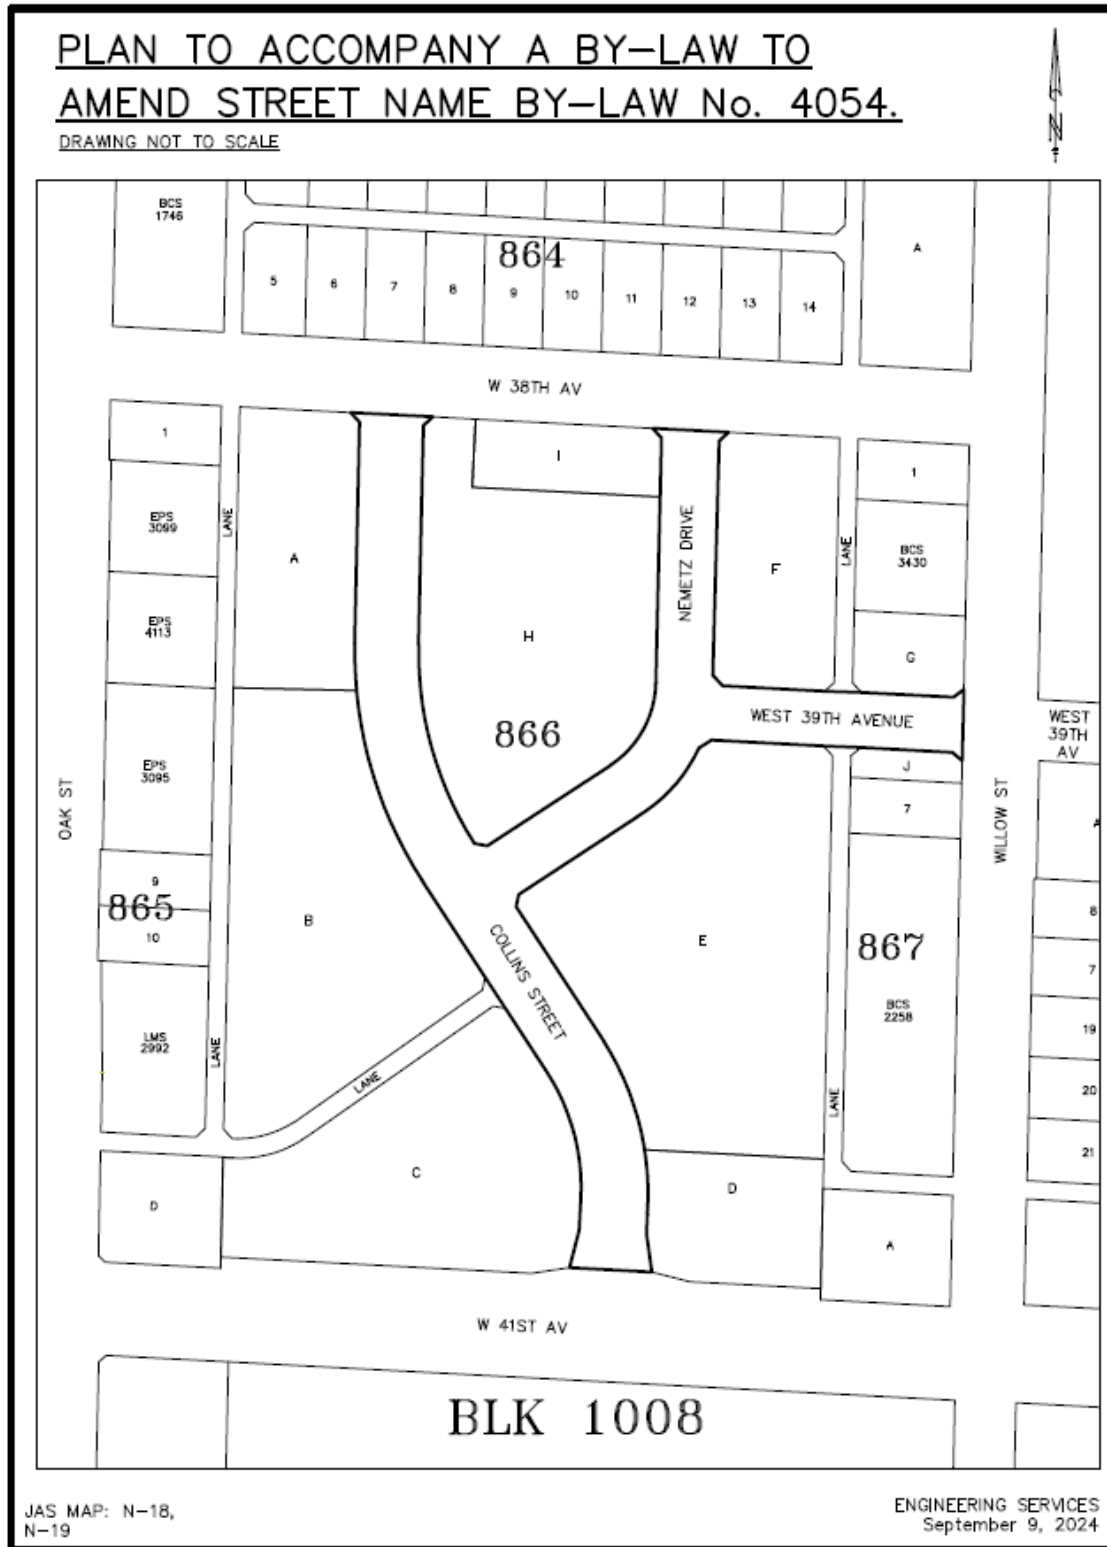 PLAN TO ACCOMPANY A BY-LAW TO
AMEND STREET NAME BY-LAW No. 4054.
DRAWING NOT TO SCALE
N
BCS
1746
864
A
5
6
7
8
9
10
11
12
13
14
W 38TH AV
1
I
1
EPS
3099
LANE
A
NEMETZ DRIVE
F
LANE
BCS
3430
EPS
4113
H
G
866
WEST 39TH AVENUE
WEST
39TH
AV
EPS
3095
J
7
OAK ST
WILLOW ST
A
9
865
10
B
COLLINS STREET
E
867
8
7
BCS
2258
19
LMS
2992
LANE
LANE
LANE
20
21
C
D
D
A
W 41ST AV
BLK 1008
JAS MAP: N-18,
N-19
ENGINEERING SERVICES
September 9, 2024